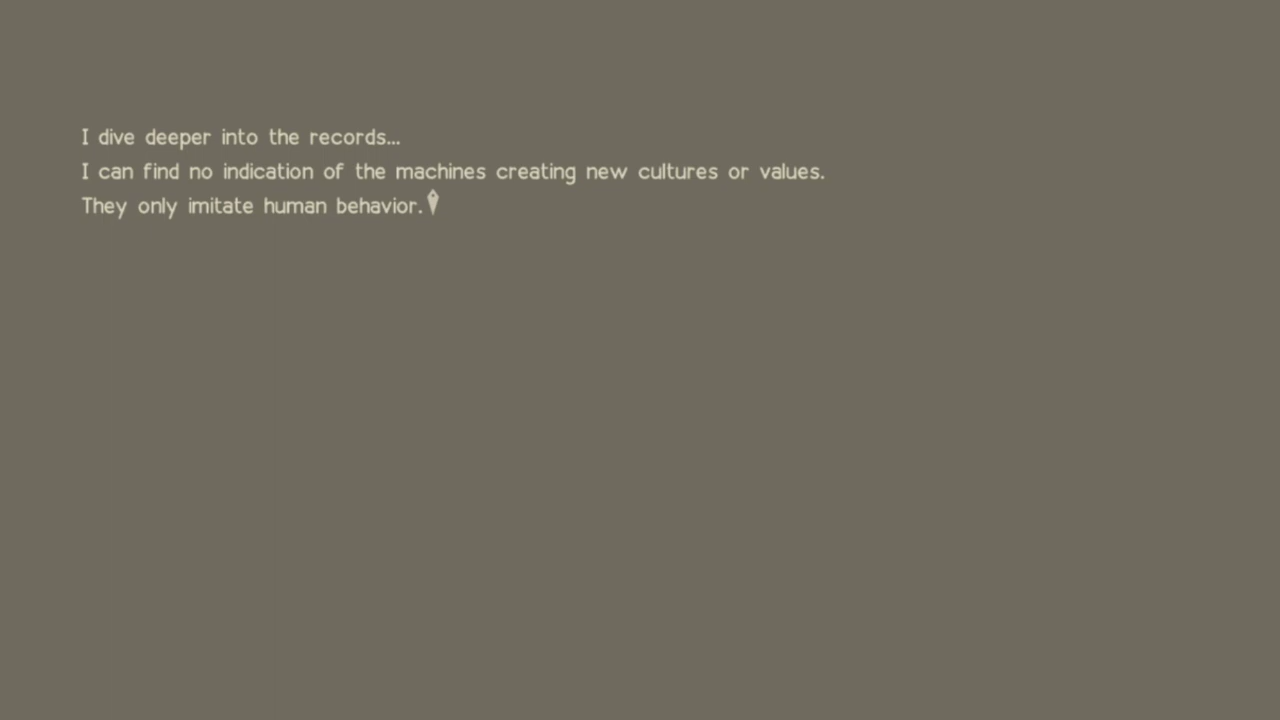 I dive deeper into the records...
I can find no indication of the machines creating new cultures or values.
They only imitate human behavior.